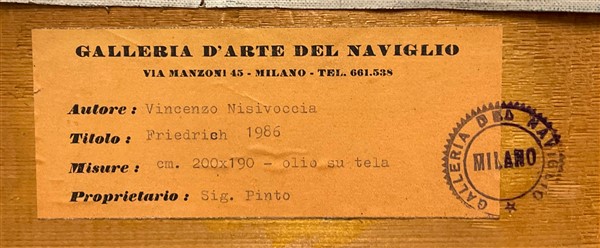 GALLERIA D'ARTE DEL NAVIGLIO
VIA MANZONI 45 - MILANO - TEL. 661.538
Autore : Vincenzo Nisivoccia
Titolo : Friedrich 1986
Misure : cm. 200x190 - olio su tela
Proprietario : Sig. Pinto
GALLERIA DEL NAVIGLIO
MILANO